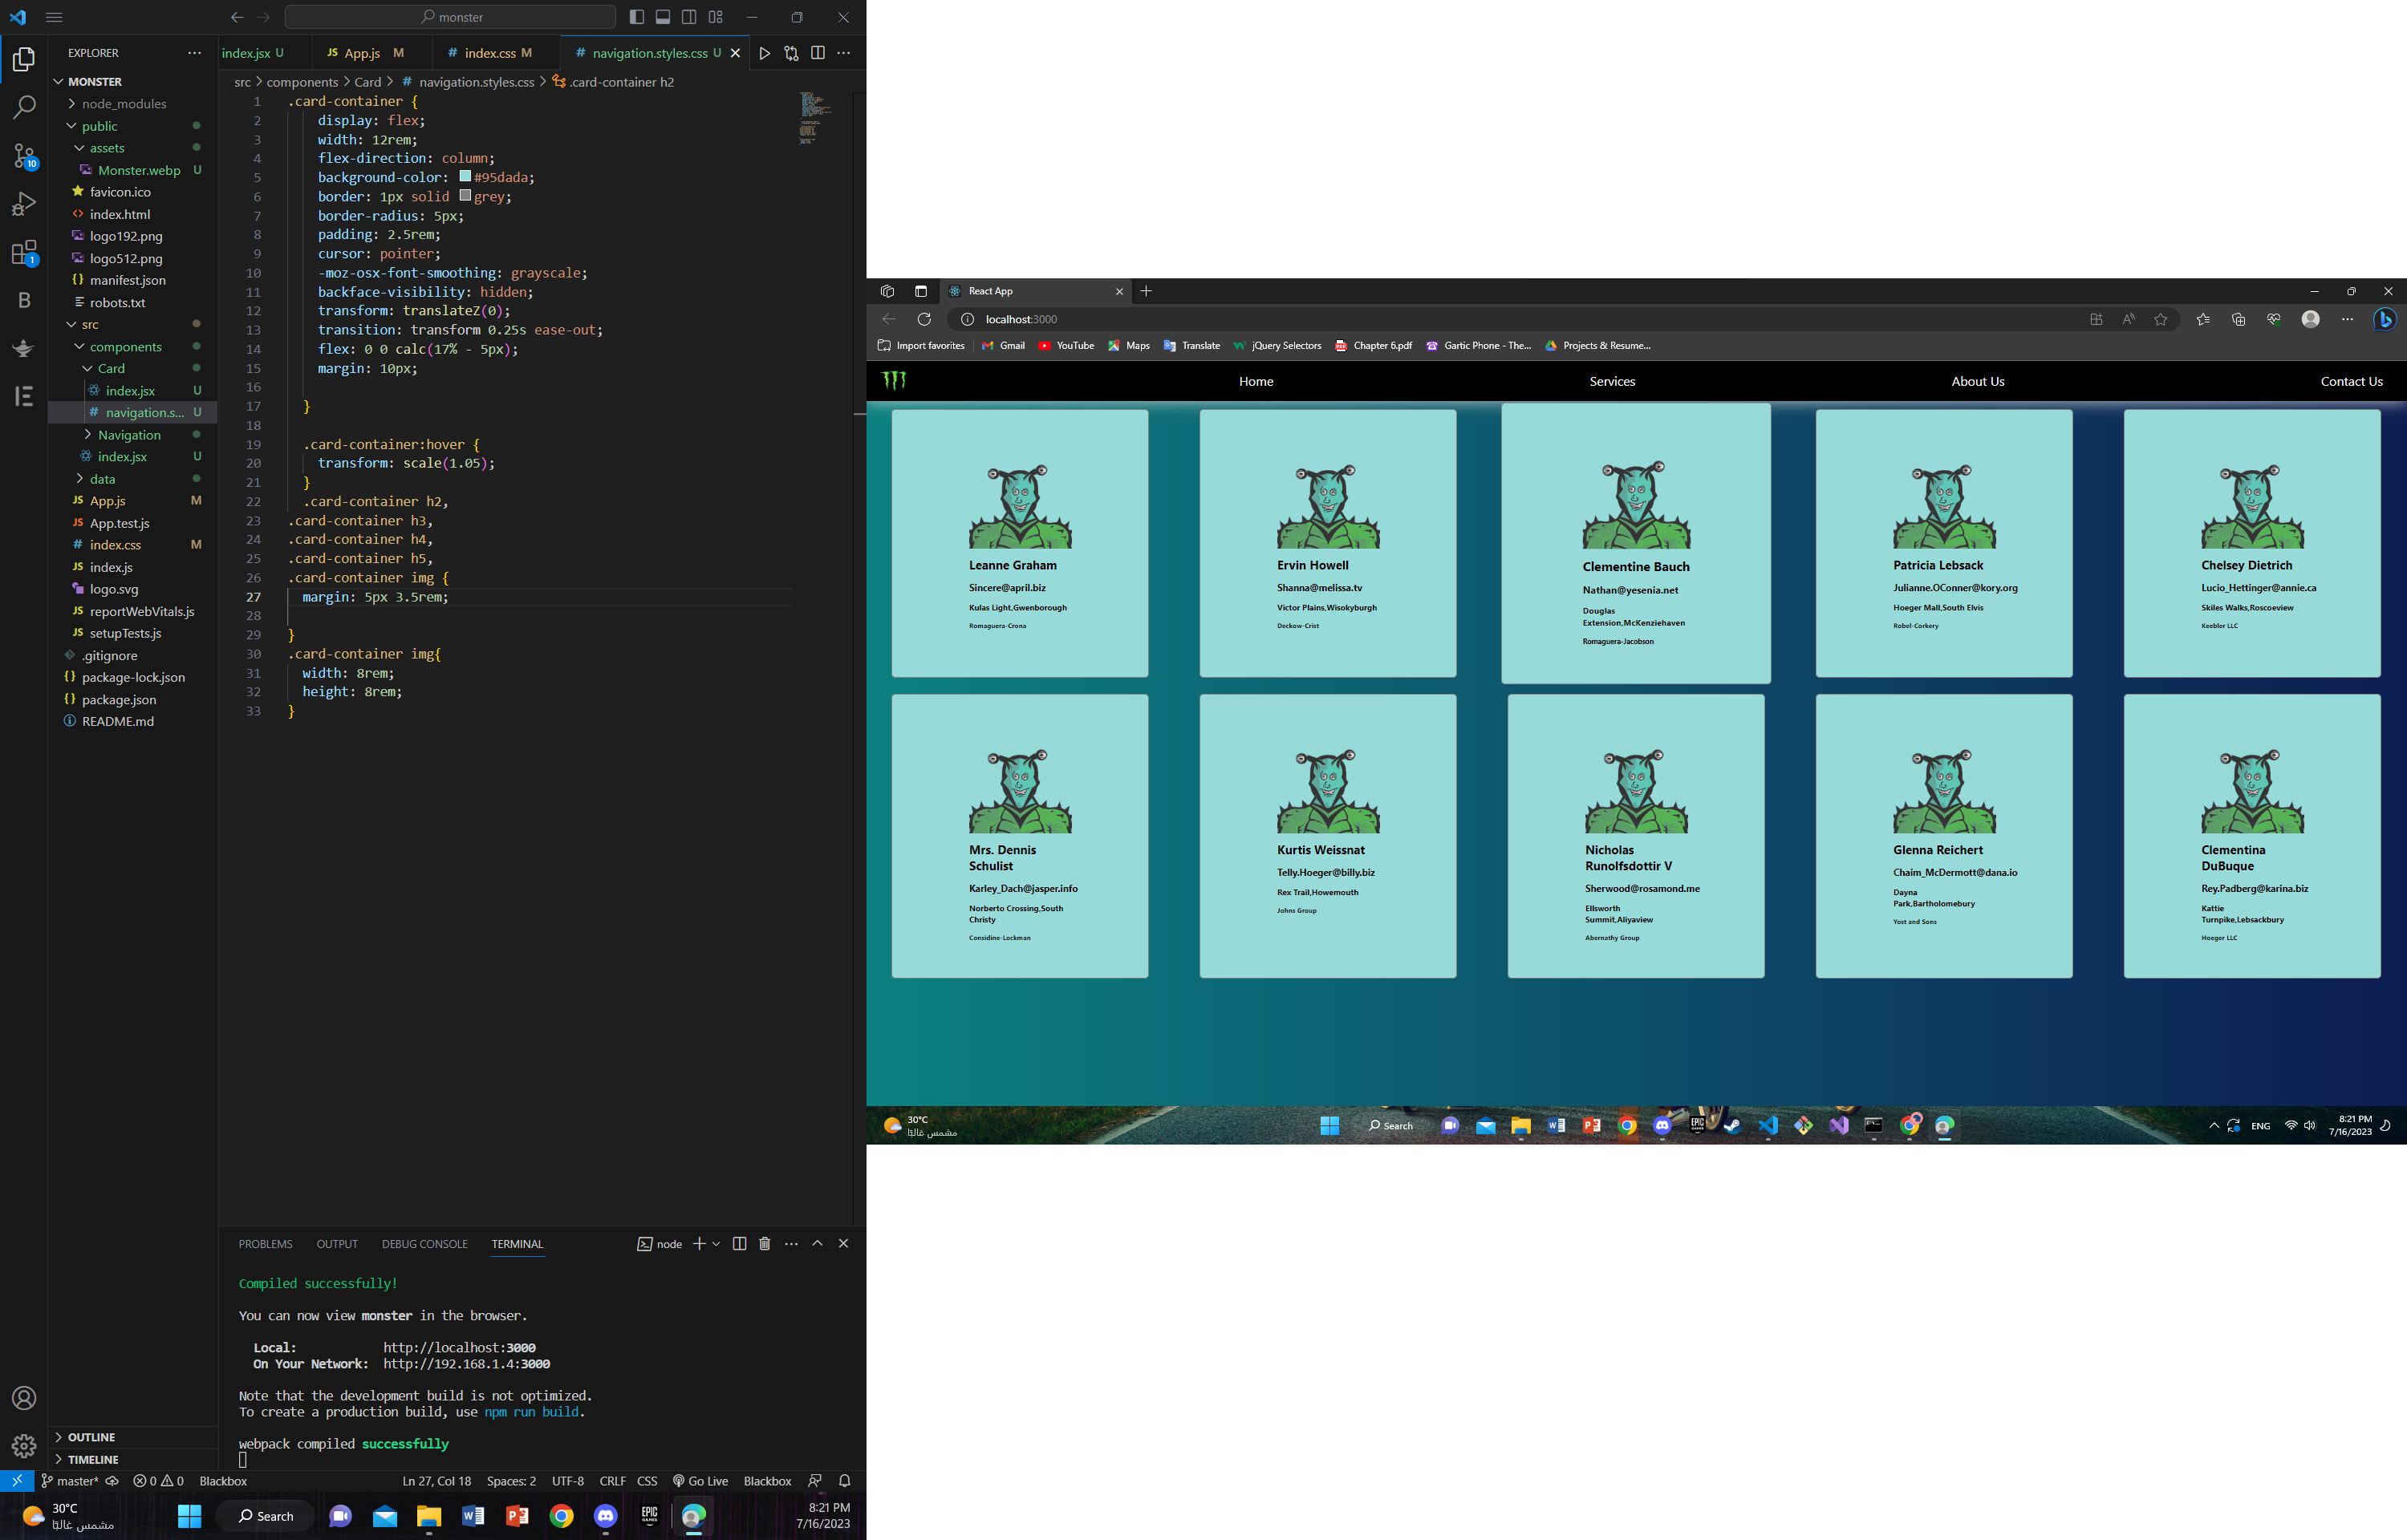 monster
EXPLORER
index.jsx U
JS App.js M
# index.css M
# navigation.styles.css U
MONSTER
node_modules
public
assets
Monster.webp U
favicon.ico
index.html
logo192.png
logo512.png
manifest.json
robots.txt
src
components
Card
index.jsx U
# navigation.s... U
Navigation
index.jsx U
data
JS App.js M
JS App.test.js
# index.css M
JS index.js
logo.svg
JS reportWebVitals.js
JS setupTests.js
.gitignore
{} package-lock.json
{} package.json
README.md
OUTLINE
TIMELINE
10
1
B
src > components > Card > # navigation.styles.css > .card-container h2
1 .card-container {
2 display: flex;
3 width: 12rem;
4 flex-direction: column;
5 background-color: #95dada;
6 border: 1px solid grey;
7 border-radius: 5px;
8 padding: 2.5rem;
9 cursor: pointer;
10 -moz-osx-font-smoothing: grayscale;
11 backface-visibility: hidden;
12 transform: translateZ(0);
13 transition: transform 0.25s ease-out;
14 flex: 0 0 calc(17% - 5px);
15 margin: 10px;
16
17 }
18
19 .card-container:hover {
20 transform: scale(1.05);
21 }
22 .card-container h2,
23 .card-container h3,
24 .card-container h4,
25 .card-container h5,
26 .card-container img {
27 margin: 5px 3.5rem;
28
29 }
30 .card-container img{
31 width: 8rem;
32 height: 8rem;
33 }
PROBLEMS OUTPUT DEBUG CONSOLE TERMINAL
node
Compiled successfully!
You can now view monster in the browser.
Local: http://localhost:3000
On Your Network: http://192.168.1.4:3000
Note that the development build is not optimized.
To create a production build, use npm run build.
webpack compiled successfully
master* 0 0 Blackbox
Ln 27, Col 18 Spaces: 2 UTF-8 CRLF CSS Go Live Blackbox
30°C
مشمس غالبًا
Search
EPIC GAMES
8:21 PM
7/16/2023
React App
localhost:3000
Import favorites Gmail YouTube Maps Translate jQuery Selectors Chapter 6.pdf Gartic Phone - The... Projects & Resume...
Home Services About Us Contact Us
Leanne Graham
Sincere@april.biz
Kulas Light,Gwenborough
Romaguera-Crona
Ervin Howell
Shanna@melissa.tv
Victor Plains,Wisokyburgh
Deckow-Crist
Clementine Bauch
Nathan@yesenia.net
Douglas
Extension,McKenziehaven
Romaguera-Jacobson
Patricia Lebsack
Julianne.OConner@kory.org
Hoeger Mall,South Elvis
Robel-Corkery
Chelsey Dietrich
Lucio_Hettinger@annie.ca
Skiles Walks,Roscoeview
Keebler LLC
Mrs. Dennis
Schulist
Karley_Dach@jasper.info
Norberto Crossing,South
Christy
Considine-Lockman
Kurtis Weissnat
Telly.Hoeger@billy.biz
Rex Trail,Howemouth
Johns Group
Nicholas
Runolfsdottir V
Sherwood@rosamond.me
Ellsworth
Summit,Aliyaview
Abernathy Group
Glenna Reichert
Chaim_McDermott@dana.io
Dayna
Park,Bartholomebury
Yost and Sons
Clementina
DuBuque
Rey.Padberg@karina.biz
Kattie
Turnpike,Lebsackbury
Hoeger LLC
30°C
مشمس غالبًا
Search
EPIC GAMES
ENG
8:21 PM
7/16/2023